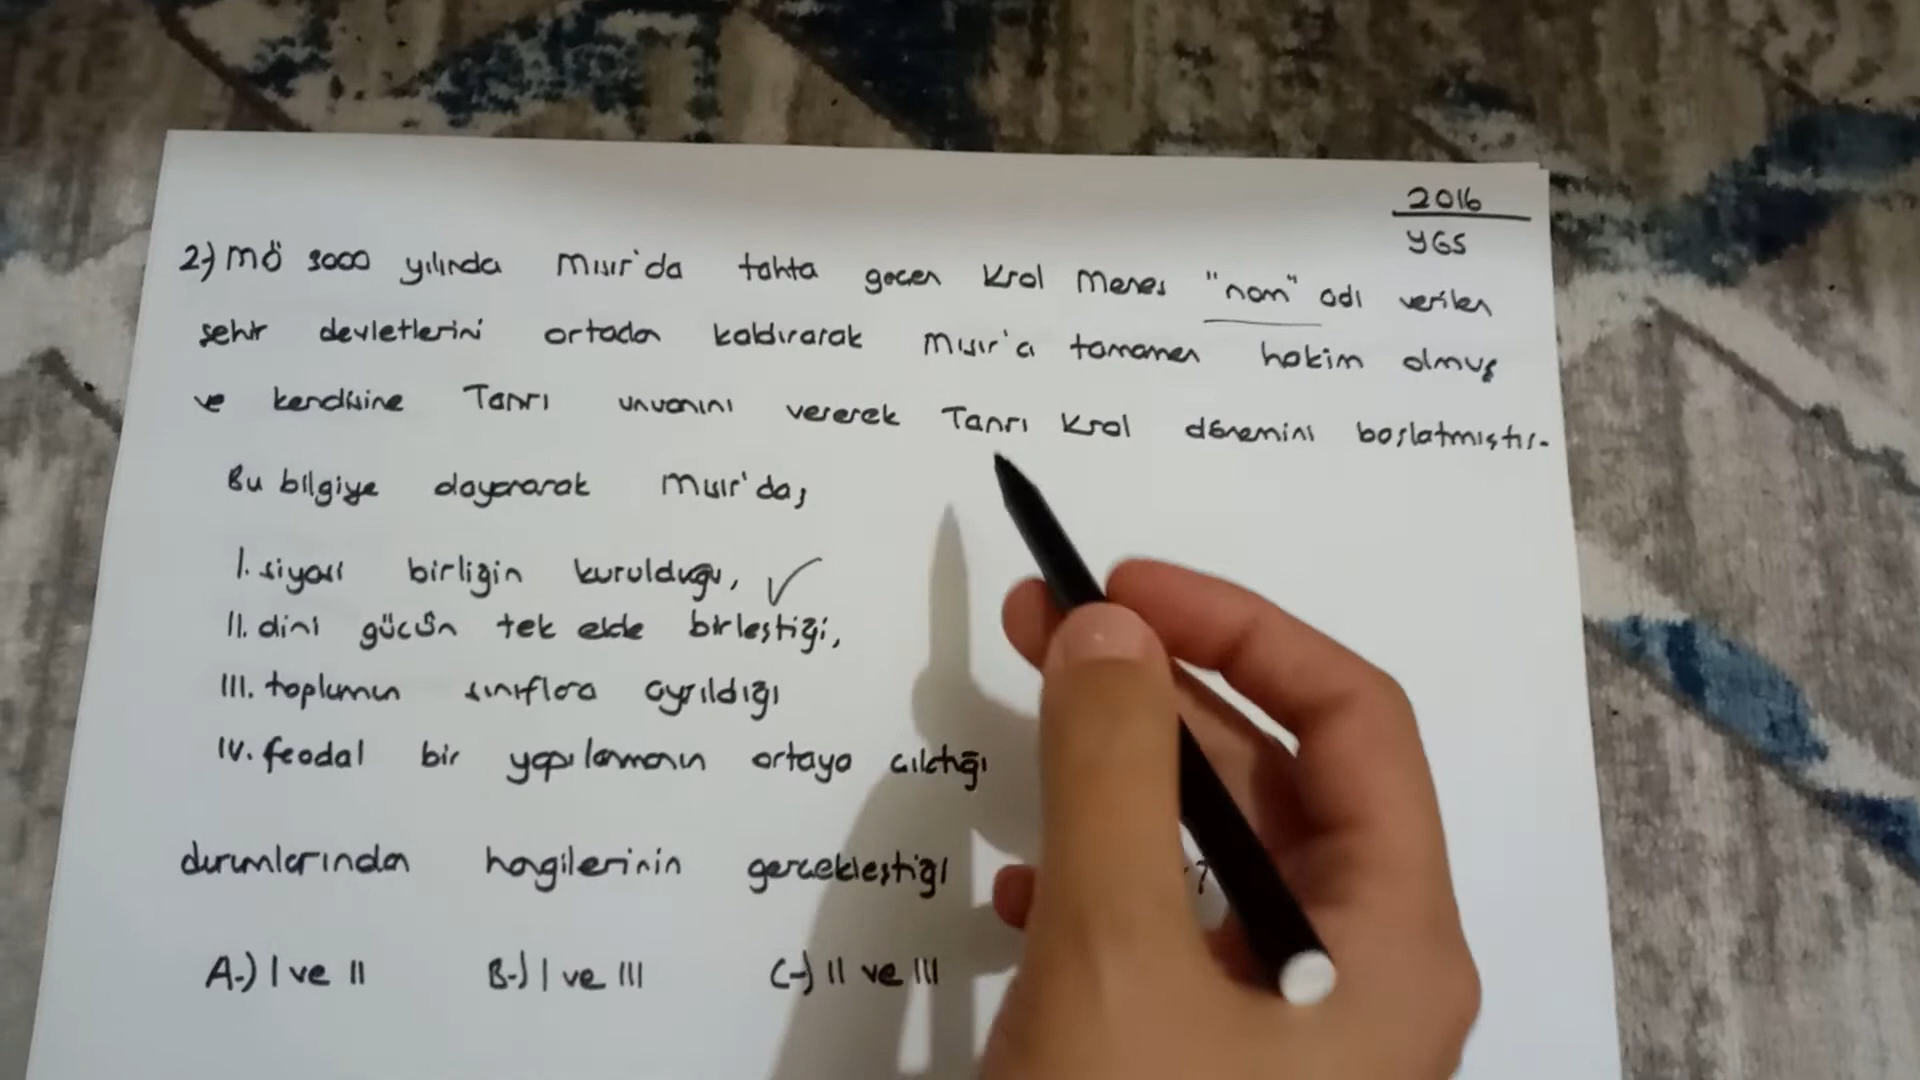 2016
YGS
2-) MÖ 3000 yılında Mısır'da tahta geçen Kral Menes "nom" adı verilen
şehir devletlerini ortadan kaldırarak Mısır'a tamamen hakim olmuş
ve kendisine Tanrı unvanını vererek Tanrı Kral dönemini başlatmıştır.
Bu bilgiye dayanarak Mısır'da,
I. siyasi birliğin kurulduğu, ✓
II. dini gücün tek elde birleştiği,
III. toplumun sınıflara ayrıldığı
IV. feodal bir yapılanmanın ortaya çıktığı
durumlarından hangilerinin gerçekleştiği ?
A-) I ve II B-) I ve III C-) II ve III